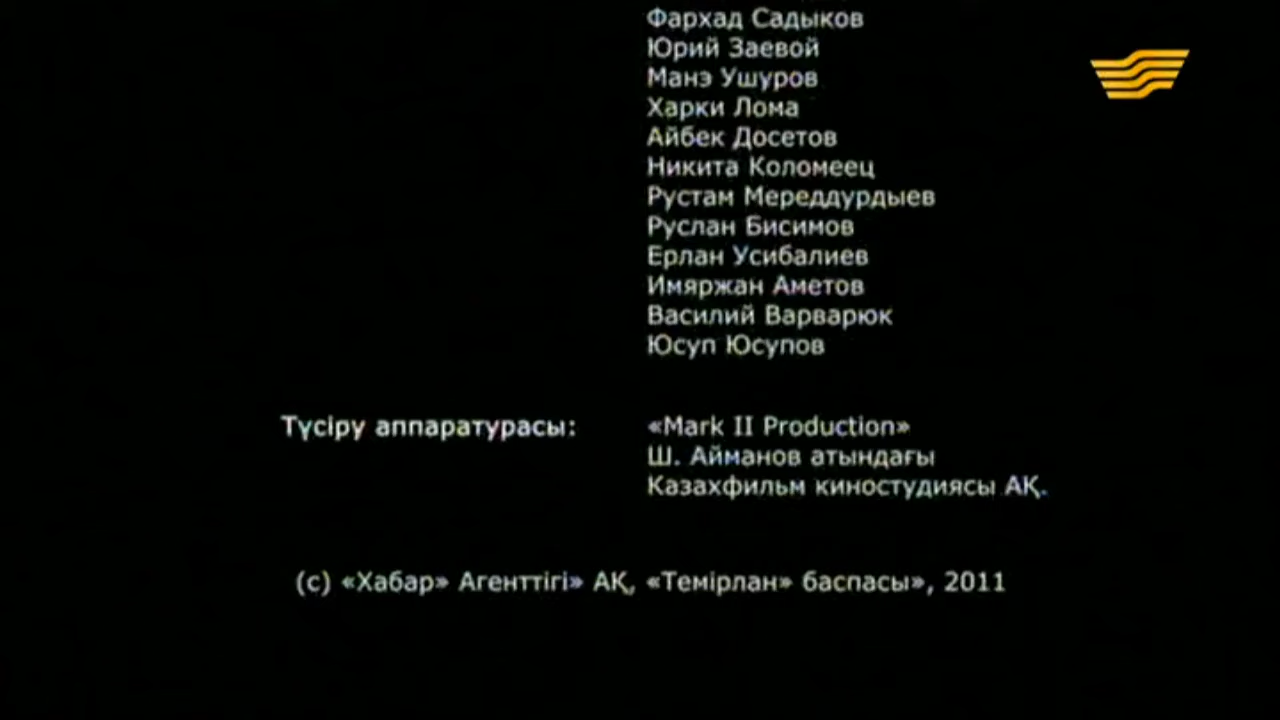 Фархад Садыков
Юрий Заевой
Манэ Ушуров
Харки Лома
Айбек Досетов
Никита Коломеец
Рустам Мереддурдыев
Руслан Бисимов
Ерлан Усибалиев
Имяржан Аметов
Василий Варварюк
Юсуп Юсупов
Түсіру аппаратурасы: «Mark II Production»
Ш. Айманов атындағы
Казахфильм киностудиясы АҚ.
(c) «Хабар» Агенттігі» АҚ, «Темірлан» баспасы», 2011